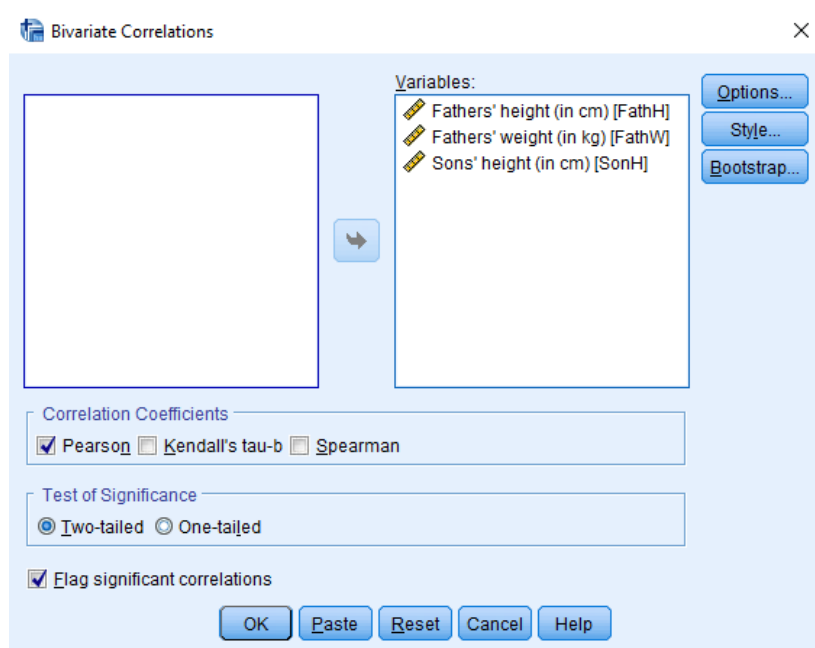 Bivariate Correlations
Variables:
Fathers' height (in cm) [FathH]
Fathers' weight (in kg) [FathW]
Sons' height (in cm) [SonH]
Options...
Style...
Bootstrap...
Correlation Coefficients
Pearson Kendall's tau-b Spearman
Test of Significance
Two-tailed One-tailed
Flag significant correlations
OK Paste Reset Cancel Help